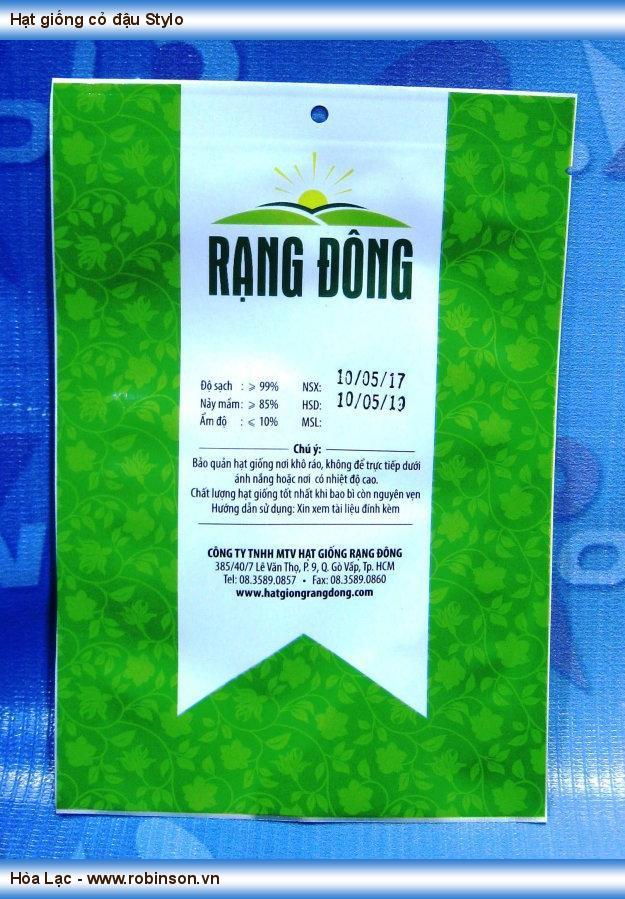 Hạt giống cỏ đậu Stylo
RẠNG ĐÔNG
Độ sạch : ⩾ 99% NSX: 10/05/17
Nảy mầm: ⩾ 85% HSD: 10/05/19
Ẩm độ : ⩽ 10% MSL:
Chú ý:
Bảo quản hạt giống nơi khô ráo, không để trực tiếp dưới
ánh nắng hoặc nơi có nhiệt độ cao.
Chất lượng hạt giống tốt nhất khi bao bì còn nguyên vẹn
Hướng dẫn sử dụng: Xin xem tài liệu đính kèm
CÔNG TY TNHH MTV HẠT GIỐNG RẠNG ĐÔNG
385/40/7 Lê Văn Thọ, P. 9, Q. Gò Vấp, Tp. HCM
Tel: 08.3589.0857 • Fax: 08.3589.0860
www.hatgiongrangdong.com
Hòa Lạc - www.robinson.vn